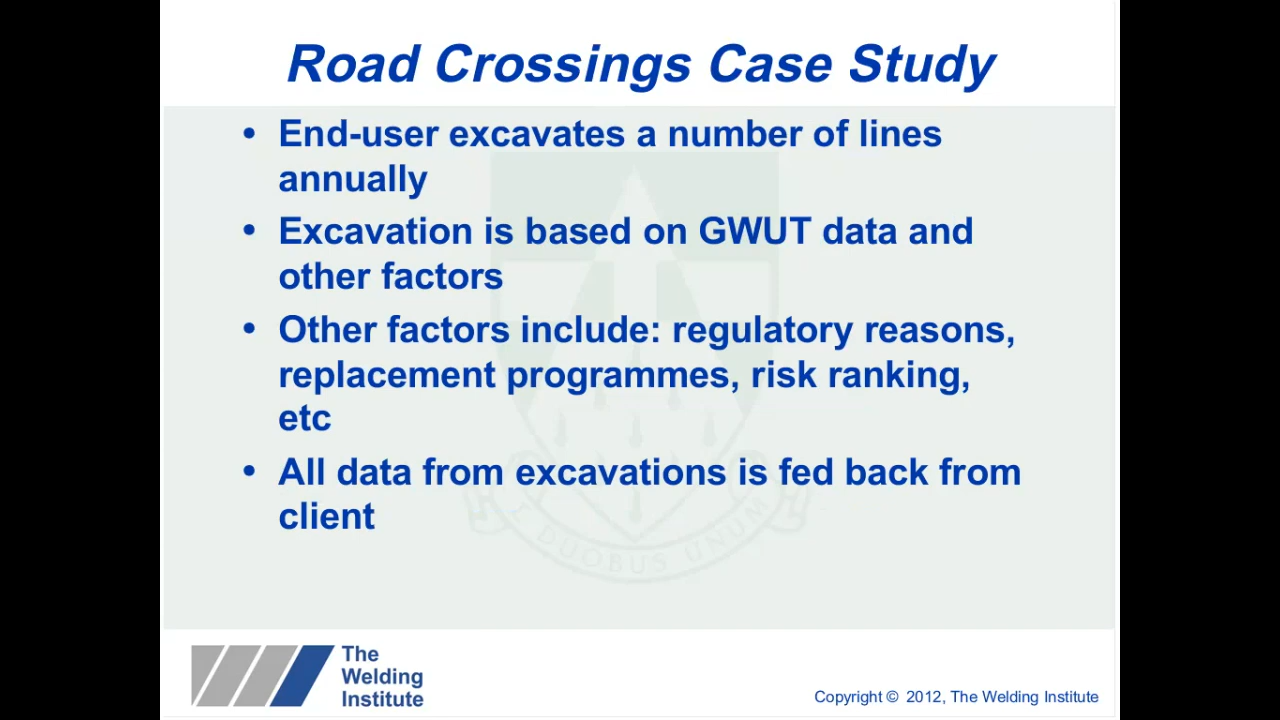 Road Crossings Case Study
• End-user excavates a number of lines
annually
• Excavation is based on GWUT data and
other factors
• Other factors include: regulatory reasons,
replacement programmes, risk ranking,
etc
• All data from excavations is fed back from
client
DUOBUS UNUM
The
Welding
Institute
Copyright © 2012, The Welding Institute